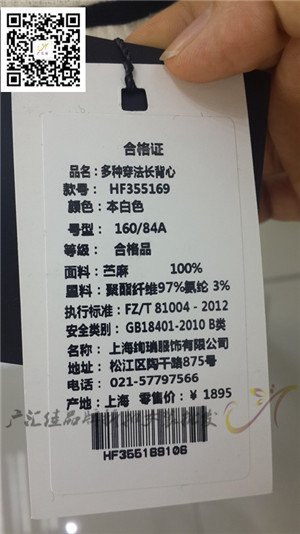 合格证
品名：多种穿法长背心
款号：HF355169
颜色：本白色
号型：160/84A
等级：合格品
面料：苎麻 100%
里料：聚酯纤维97%氨纶 3%
执行标准：FZ/T 81004 - 2012
安全类别：GB18401-2010 B类
名称：上海绚瑞服饰有限公司
地址：松江区陶干路875号
电话：021-57797566
产地：上海 零售价：¥ 1895
广汇佳品
HF355169106